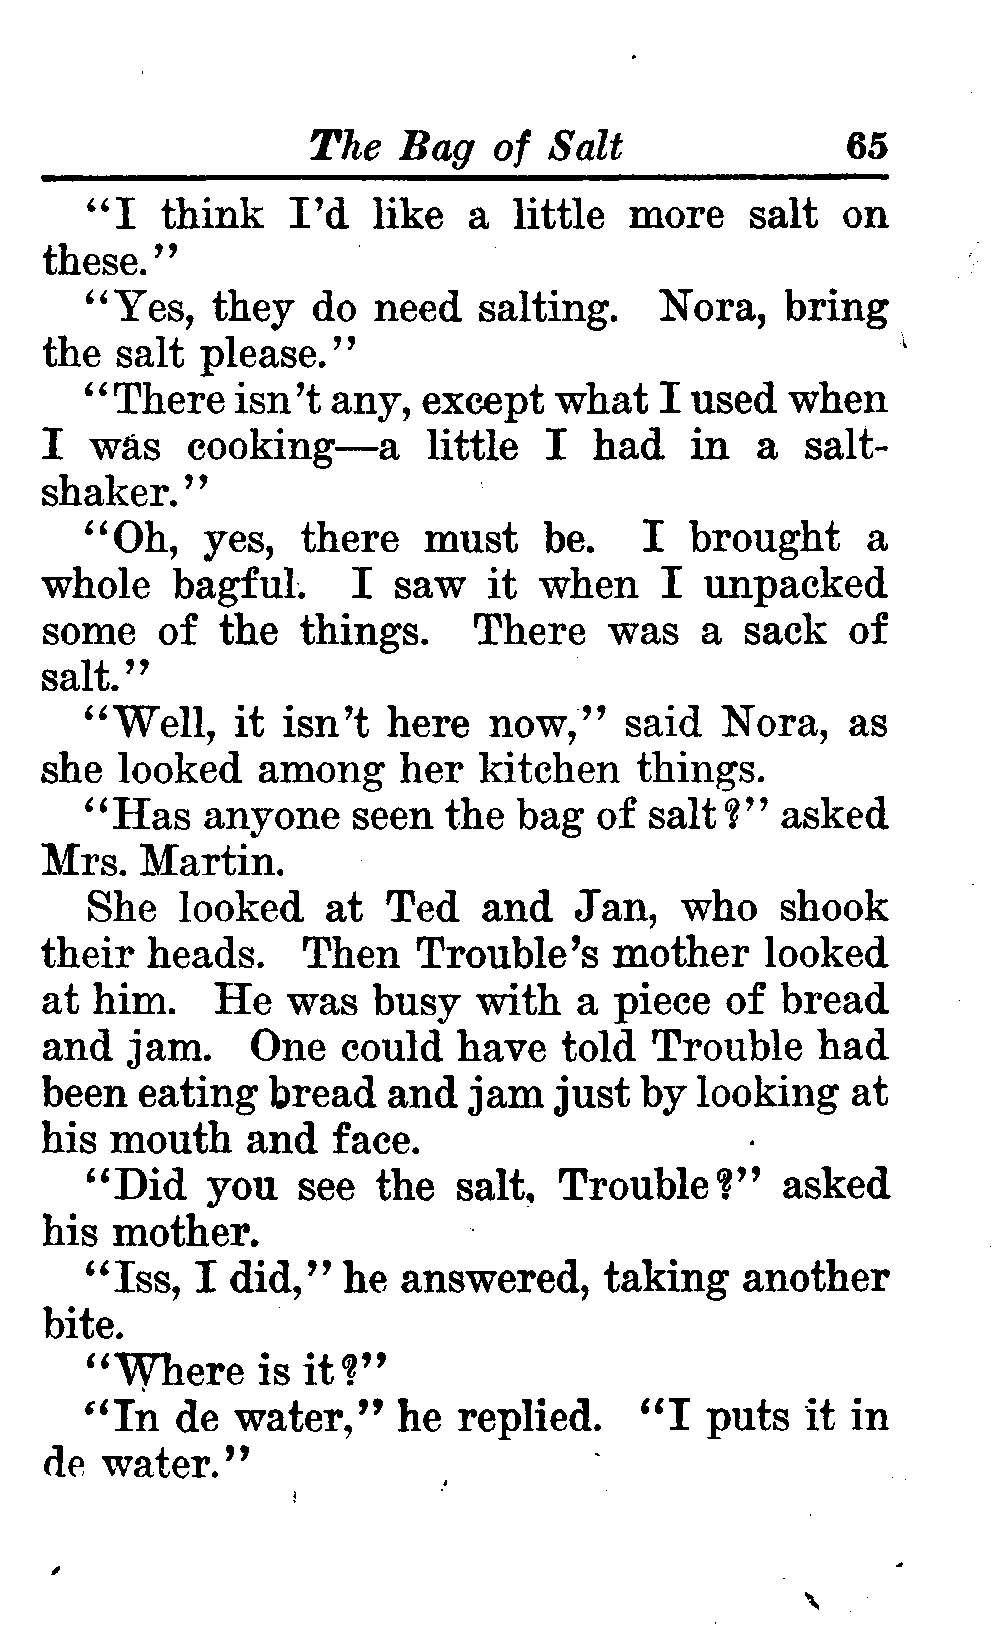 The Bag of Salt 65
"I think I'd like a little more salt on
these."
"Yes, they do need salting. Nora, bring
the salt please."
"There isn't any, except what I used when
I was cooking—a little I had in a salt-
shaker."
"Oh, yes, there must be. I brought a
whole bagful. I saw it when I unpacked
some of the things. There was a sack of
salt."
"Well, it isn't here now," said Nora, as
she looked among her kitchen things.
"Has anyone seen the bag of salt?" asked
Mrs. Martin.
She looked at Ted and Jan, who shook
their heads. Then Trouble's mother looked
at him. He was busy with a piece of bread
and jam. One could have told Trouble had
been eating bread and jam just by looking at
his mouth and face.
"Did you see the salt, Trouble?" asked
his mother.
"Iss, I did," he answered, taking another
bite.
"Where is it?"
"In de water," he replied. "I puts it in
de water."